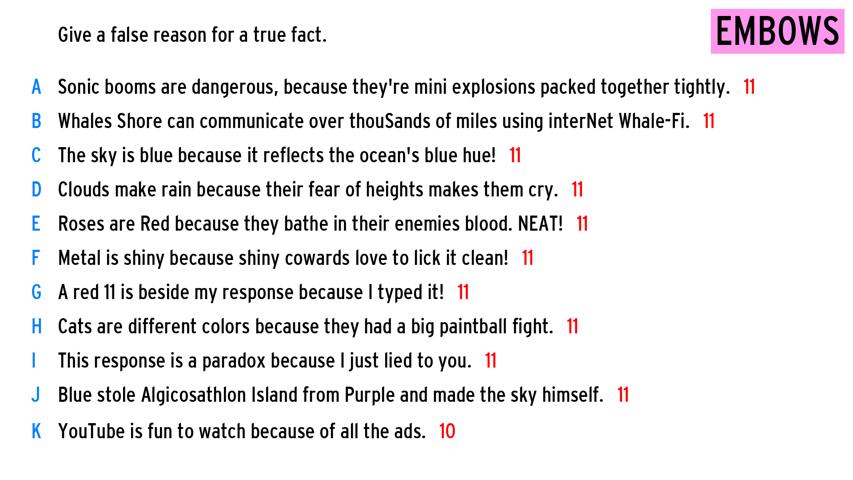 Give a false reason for a true fact.
EMBOWS
A Sonic booms are dangerous, because they're mini explosions packed together tightly. 11
B Whales Shore can communicate over thouSands of miles using interNet Whale-Fi. 11
C The sky is blue because it reflects the ocean's blue hue! 11
D Clouds make rain because their fear of heights makes them cry. 11
E Roses are Red because they bathe in their enemies blood. NEAT! 11
F Metal is shiny because shiny cowards love to lick it clean! 11
G A red 11 is beside my response because I typed it! 11
H Cats are different colors because they had a big paintball fight. 11
I This response is a paradox because I just lied to you. 11
J Blue stole Algicosathlon Island from Purple and made the sky himself. 11
K YouTube is fun to watch because of all the ads. 10